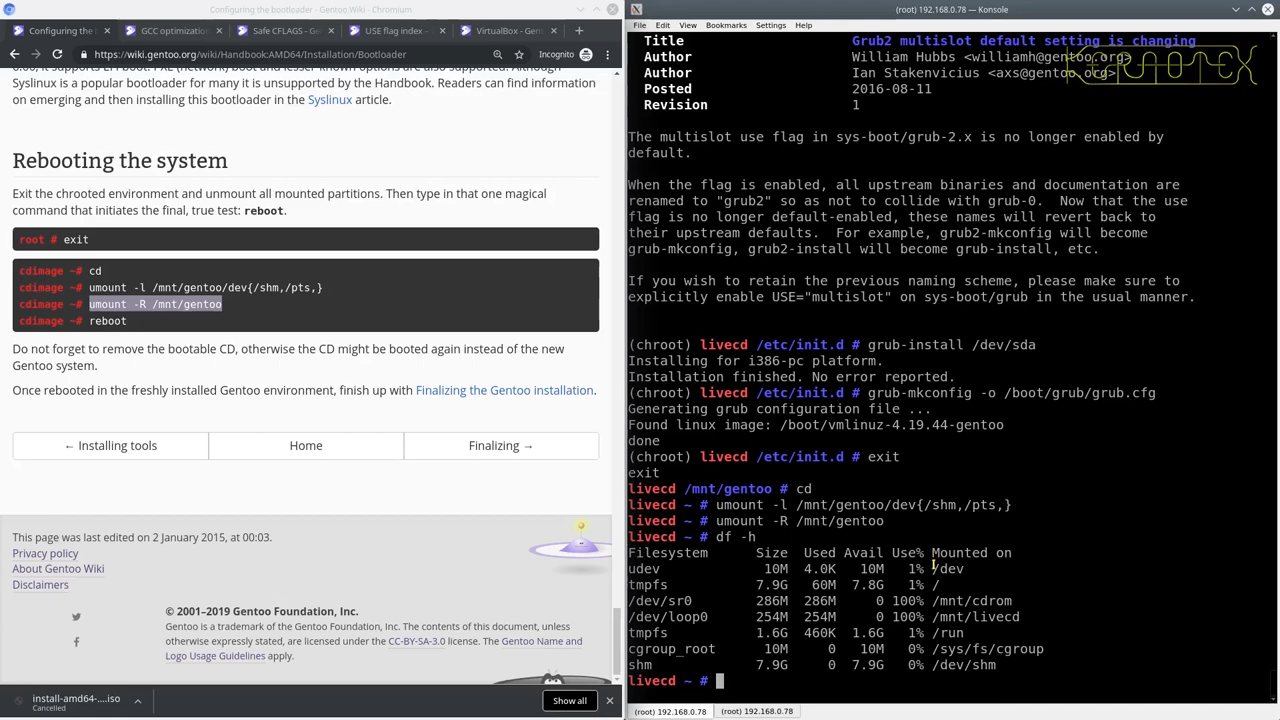 Configuring the bootloader - Gentoo Wiki - Chromium
Configuring the b
GCC optimization
Safe CFLAGS - Ge
USE flag index -
VirtualBox - Gent
https://wiki.gentoo.org/wiki/Handbook:AMD64/Installation/Bootloader
Incognito
Syslinux is a popular bootloader for many it is unsupported by the Handbook. Readers can find information
on emerging and then installing this bootloader in the Syslinux article.
Rebooting the system
Exit the chrooted environment and unmount all mounted partitions. Then type in that one magical
command that initiates the final, true test: reboot.
root # exit
cdimage ~# cd
cdimage ~# umount -l /mnt/gentoo/dev{/shm,/pts,}
cdimage ~# umount -R /mnt/gentoo
cdimage ~# reboot
Do not forget to remove the bootable CD, otherwise the CD might be booted again instead of the new
Gentoo system.
Once rebooted in the freshly installed Gentoo environment, finish up with Finalizing the Gentoo installation.
← Installing tools
Home
Finalizing →
This page was last edited on 2 January 2015, at 00:03.
Privacy policy
About Gentoo Wiki
Disclaimers
© 2001–2019 Gentoo Foundation, Inc.
Gentoo is a trademark of the Gentoo Foundation, Inc. The contents of this document, unless
otherwise expressly stated, are licensed under the CC-BY-SA-3.0 license. The Gentoo Name and
Logo Usage Guidelines apply.
install-amd64-....iso
Cancelled
Show all
(root) 192.168.0.78 — Konsole
File Edit View Bookmarks Settings Help
Title Grub2 multislot default setting is changing
Author William Hubbs <williamh@gentoo.org>
Author Ian Stakenvicius <axs@gentoo.org>
Posted 2016-08-11
Revision 1
The multislot use flag in sys-boot/grub-2.x is no longer enabled by
default.
When the flag is enabled, all upstream binaries and documentation are
renamed to "grub2" so as not to collide with grub-0.  Now that the use
flag is no longer default-enabled, these names will revert back to
their upstream defaults.  For example, grub2-mkconfig will become
grub-mkconfig, grub2-install will become grub-install, etc.
If you wish to retain the previous naming scheme, please make sure to
explicitly enable USE="multislot" on sys-boot/grub in the usual manner.
(chroot) livecd /etc/init.d # grub-install /dev/sda
Installing for i386-pc platform.
Installation finished. No error reported.
(chroot) livecd /etc/init.d # grub-mkconfig -o /boot/grub/grub.cfg
Generating grub configuration file ...
Found linux image: /boot/vmlinuz-4.19.44-gentoo
done
(chroot) livecd /etc/init.d # exit
exit
livecd /mnt/gentoo # cd
livecd ~ # umount -l /mnt/gentoo/dev{/shm,/pts,}
livecd ~ # umount -R /mnt/gentoo
livecd ~ # df -h
Filesystem Size Used Avail Use% Mounted on
udev 10M 4.0K 10M 1% /dev
tmpfs 7.9G 60M 7.8G 1% /
/dev/sr0 286M 286M 0 100% /mnt/cdrom
/dev/loop0 254M 254M 0 100% /mnt/livecd
tmpfs 1.6G 460K 1.6G 1% /run
cgroup_root 10M 0 10M 0% /sys/fs/cgroup
shm 7.9G 0 7.9G 0% /dev/shm
livecd ~ #
(root) 192.168.0.78
(root) 192.168.0.78